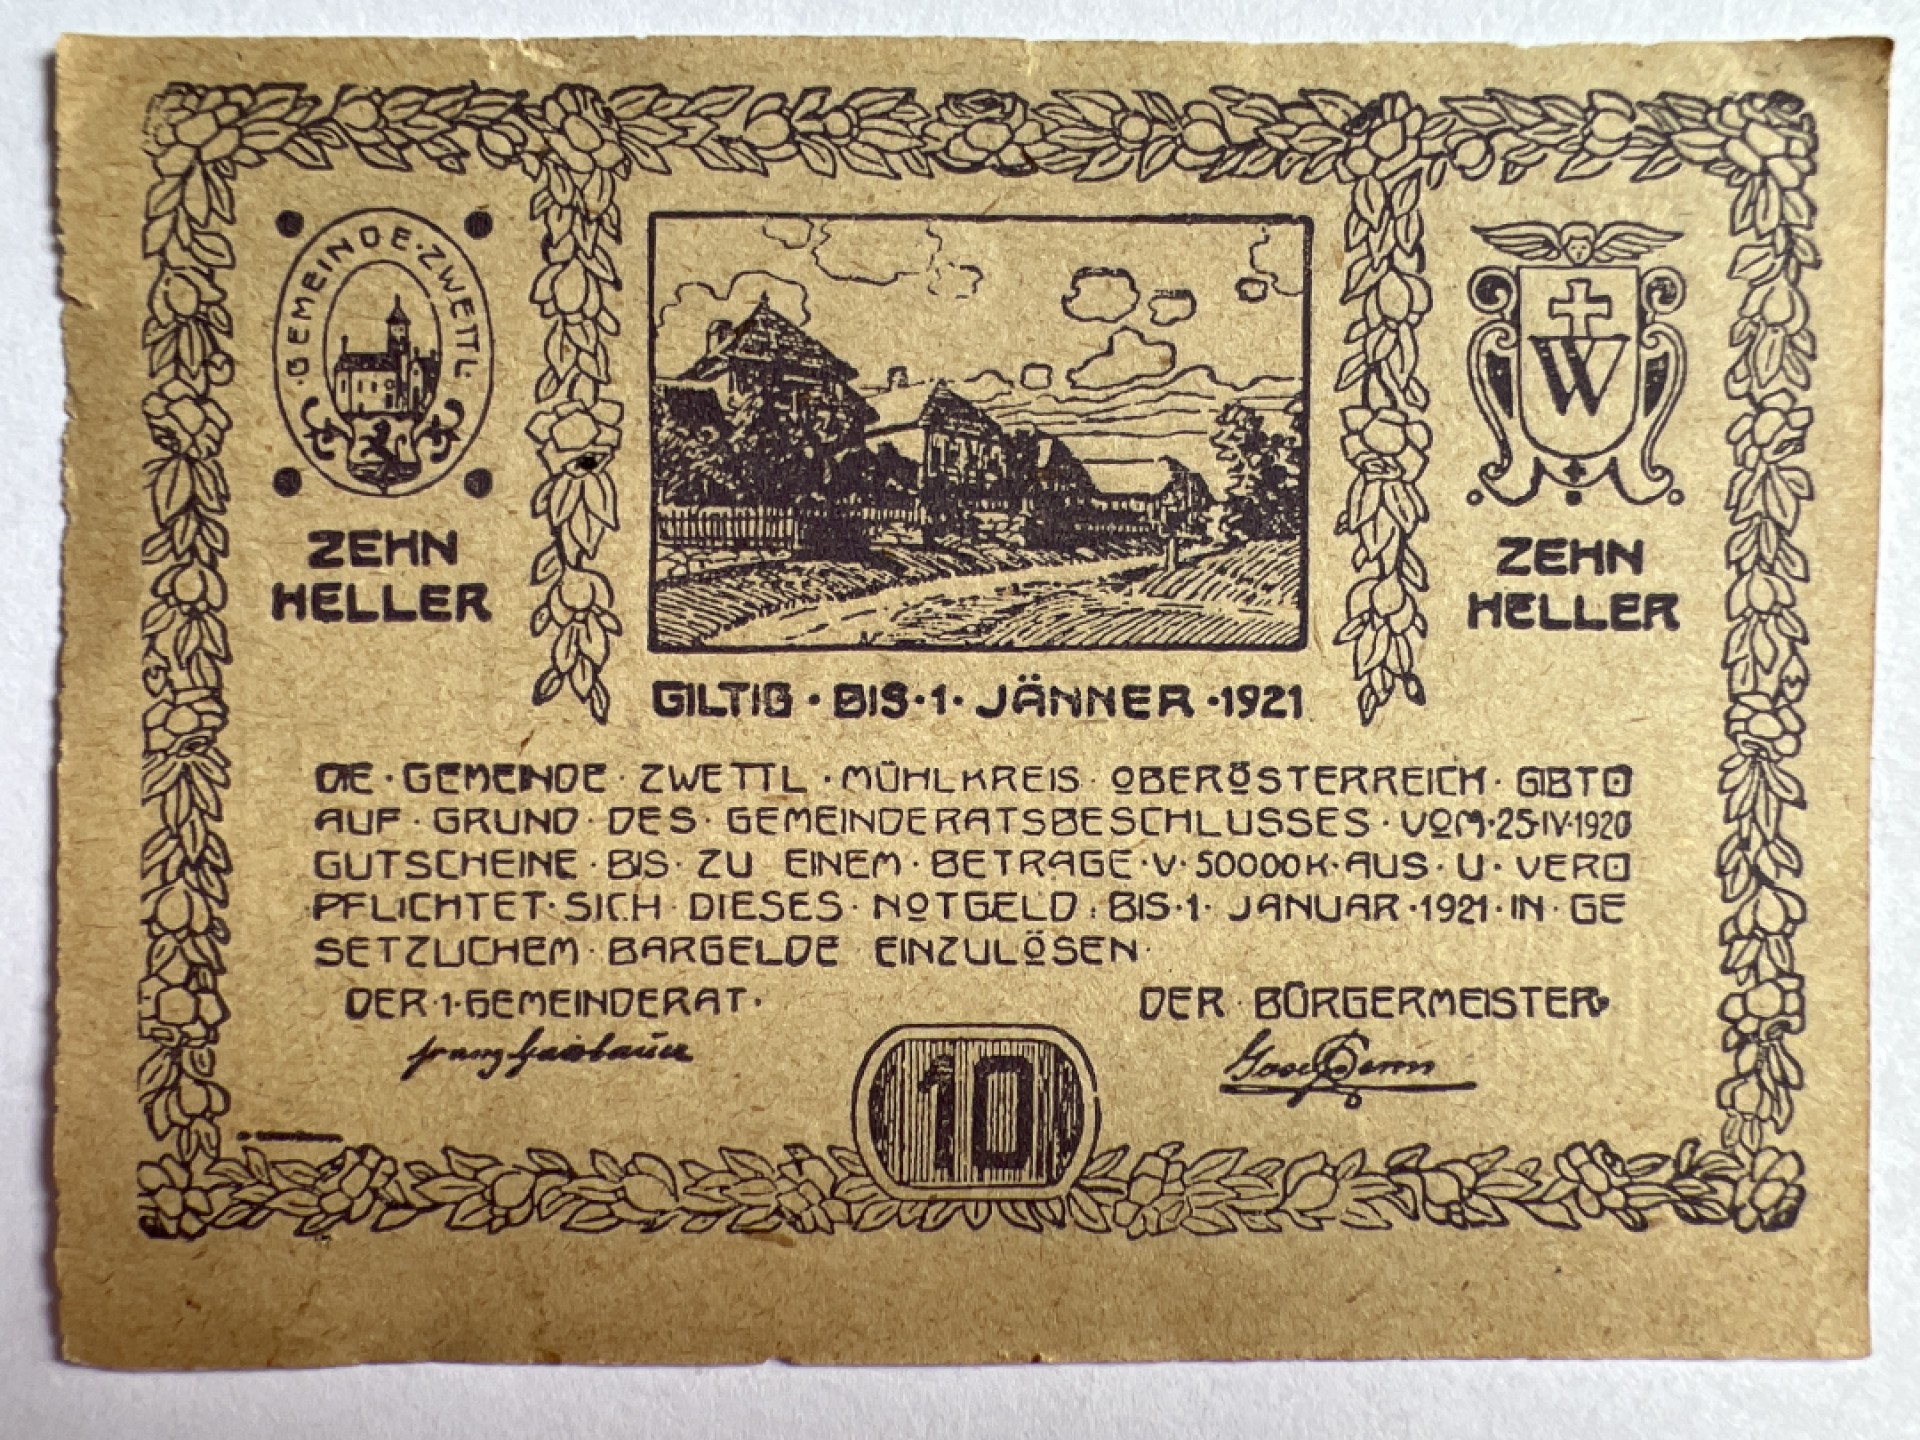 ·GEMEINDE·ZWETTL·
W
ZEHN
HELLER
ZEHN
HELLER
GILTIG · BIS · 1 · JÄNNER · 1921
DIE · GEMEINDE · ZWETTL · MÜHLKREIS · OBERÖSTERREICH · GIBT
AUF · GRUND · DES · GEMEINDERATSBESCHLUSSES · VOM · 25 · IV · 1920
GUTSCHEINE · BIS · ZU EINEM · BETRAGE · V · 50000 K · AUS · U · VER
PFLICHTET · SICH · DIESES · NOTGELD · BIS · 1 · JANUAR · 1921 · IN · GE
SETZLICHEM · BARGELDE EINZULÖSEN ·
DER · 1 · GEMEINDERAT ·
DER · BÜRGERMEISTER
Franz
10